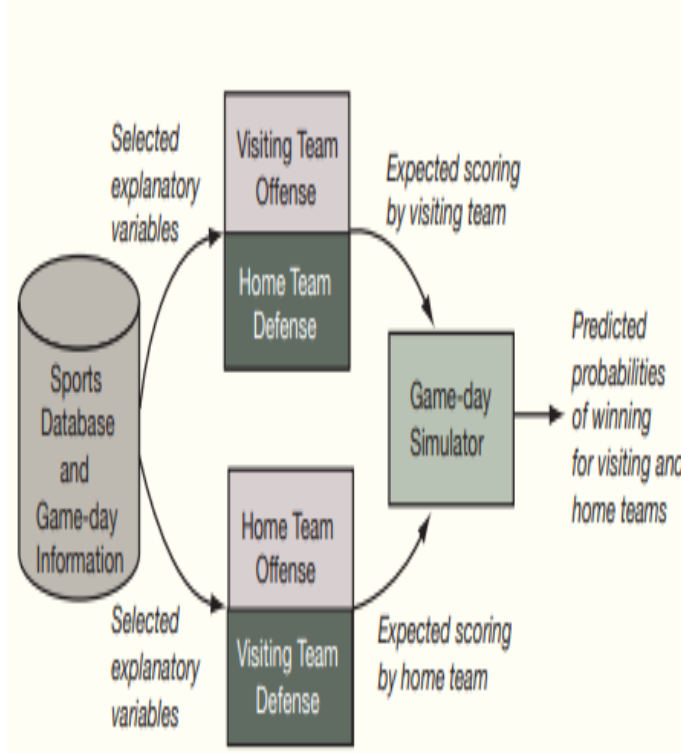 Selected
explanatory
variables
Visiting Team
Offense
Home Team
Defense
Expected scoring
by visiting team
Sports
Database
and
Game-day
Information
Game-day
Simulator
Predicted
probabilities
of winning
for visiting and
home teams
Selected
explanatory
variables
Home Team
Offense
Visiting Team
Defense
Expected scoring
by home team